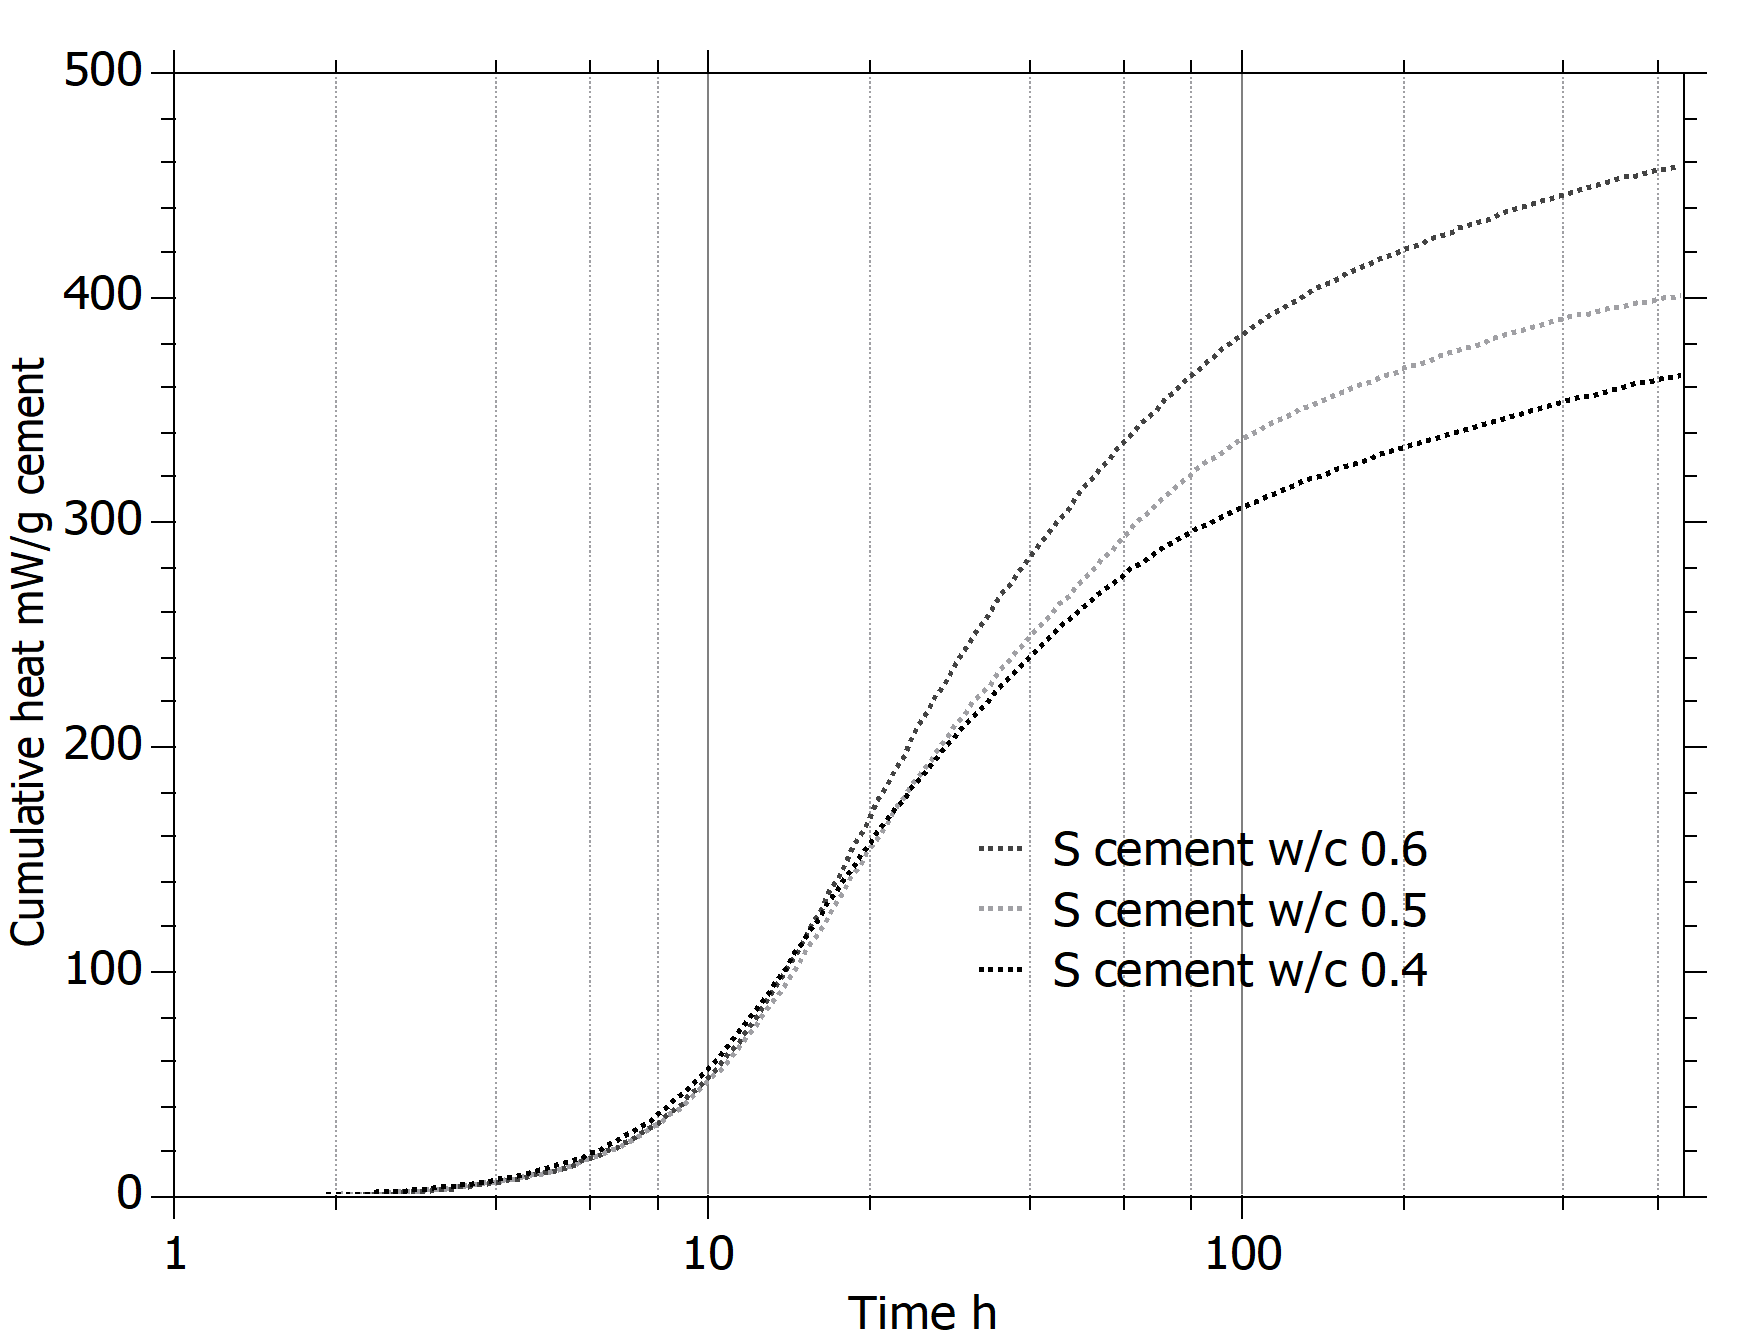 500
400
300
200
100
0
Cumulative heat mW/g cement
S cement w/c 0.6
S cement w/c 0.5
S cement w/c 0.4
1 10 100
Time h